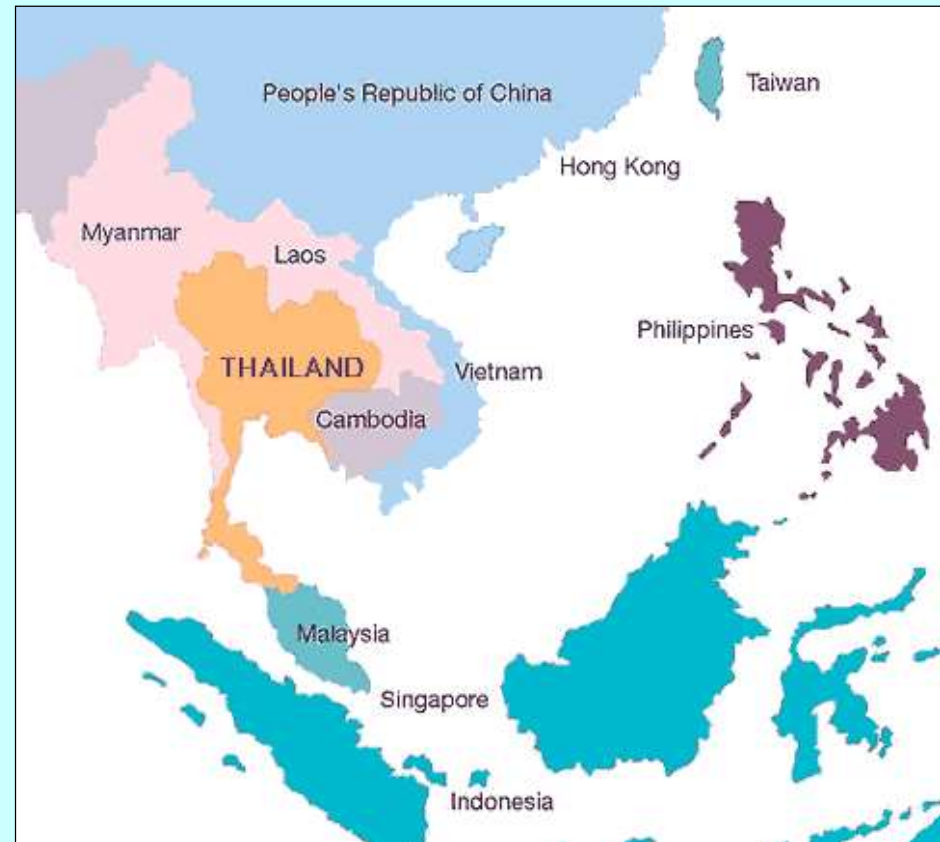 People's Republic of China
Taiwan
Hong Kong
Myanmar
Laos
Philippines
THAILAND
Vietnam
Cambodia
Malaysia
Singapore
Indonesia